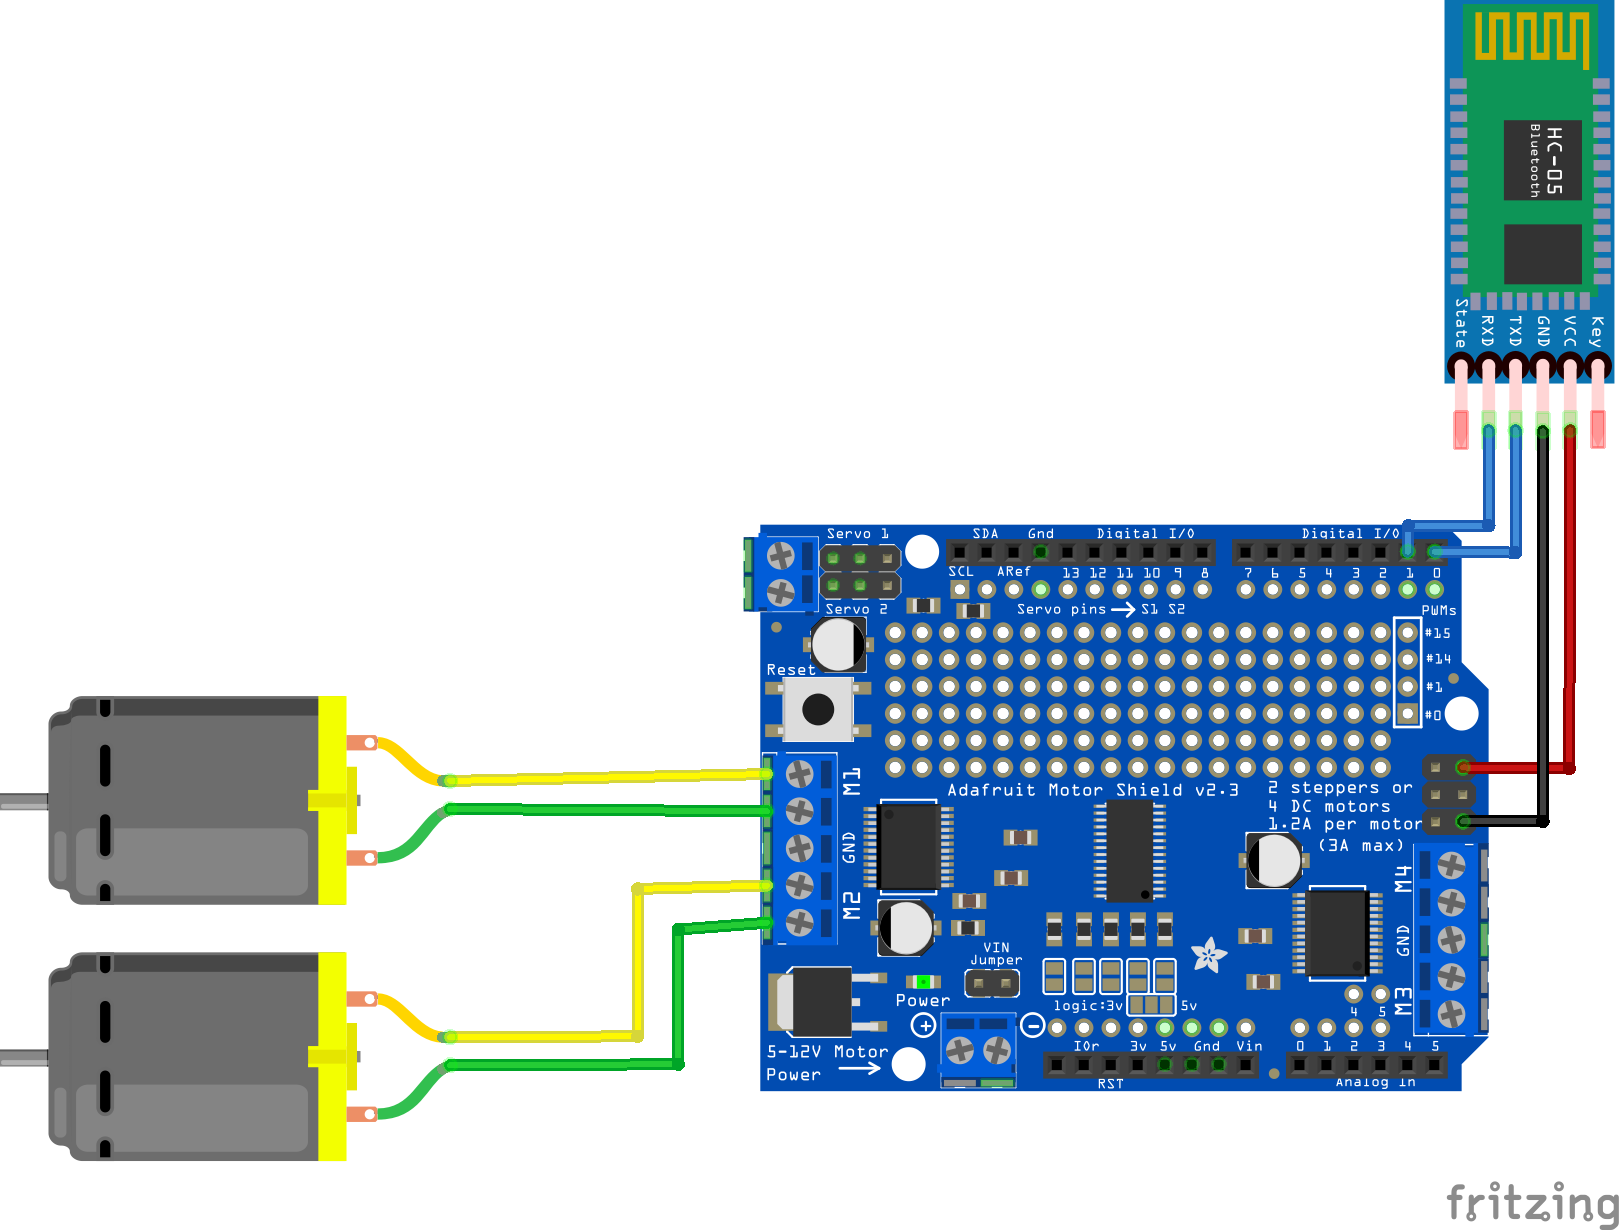 HC-05
Bluetooth
State
RXD
TXD
GND
VCC
Key
Servo 1
SDA
Gnd
Digital I/O
Digital I/O
SCL
ARef
13 12 11 10 9 8
7 6 5 4 3 2 1 0
Servo 2
Servo pins → S1 S2
PWMs
#15
#14
#1
#0
Reset
M1
GND
M2
Adafruit Motor Shield v2.3
2 steppers or
4 DC motors
1.2A per motor
(3A max)
M4
GND
M3
VIN
Jumper
Power
logic:3v
5v
4 5
+
-
5-12V Motor
Power →
IOr
3v
5v
Gnd
Vin
RST
0 1 2 3 4 5
Analog In
fritzing